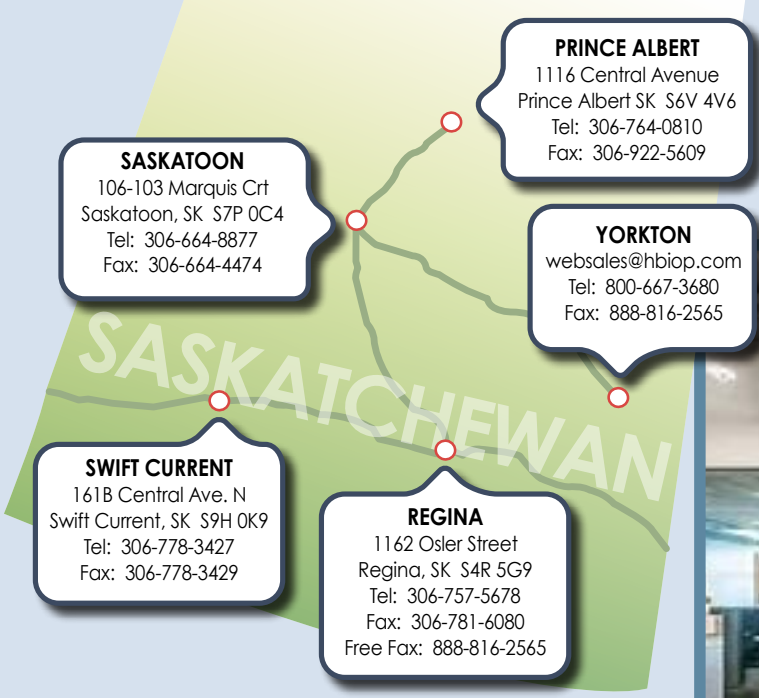 PRINCE ALBERT
1116 Central Avenue
Prince Albert SK  S6V 4V6
Tel:  306-764-0810
Fax:  306-922-5609
SASKATOON
106-103 Marquis Crt
Saskatoon, SK  S7P 0C4
Tel:  306-664-8877
Fax:  306-664-4474
YORKTON
websales@hbiop.com
Tel:  800-667-3680
Fax:  888-816-2565
SASKATCHEWAN
SWIFT CURRENT
161B Central Ave. N
Swift Current, SK  S9H 0K9
Tel:  306-778-3427
Fax:  306-778-3429
REGINA
1162 Osler Street
Regina, SK  S4R 5G9
Tel:  306-757-5678
Fax:  306-781-6080
Free Fax:  888-816-2565